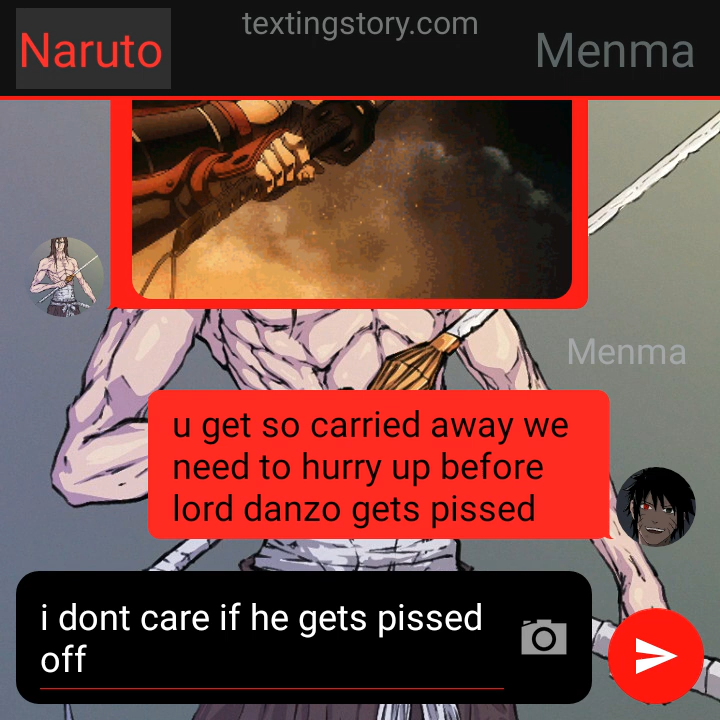 textingstory.com
Naruto
Menma
Menma
u get so carried away we
need to hurry up before
lord danzo gets pissed
i dont care if he gets pissed
off